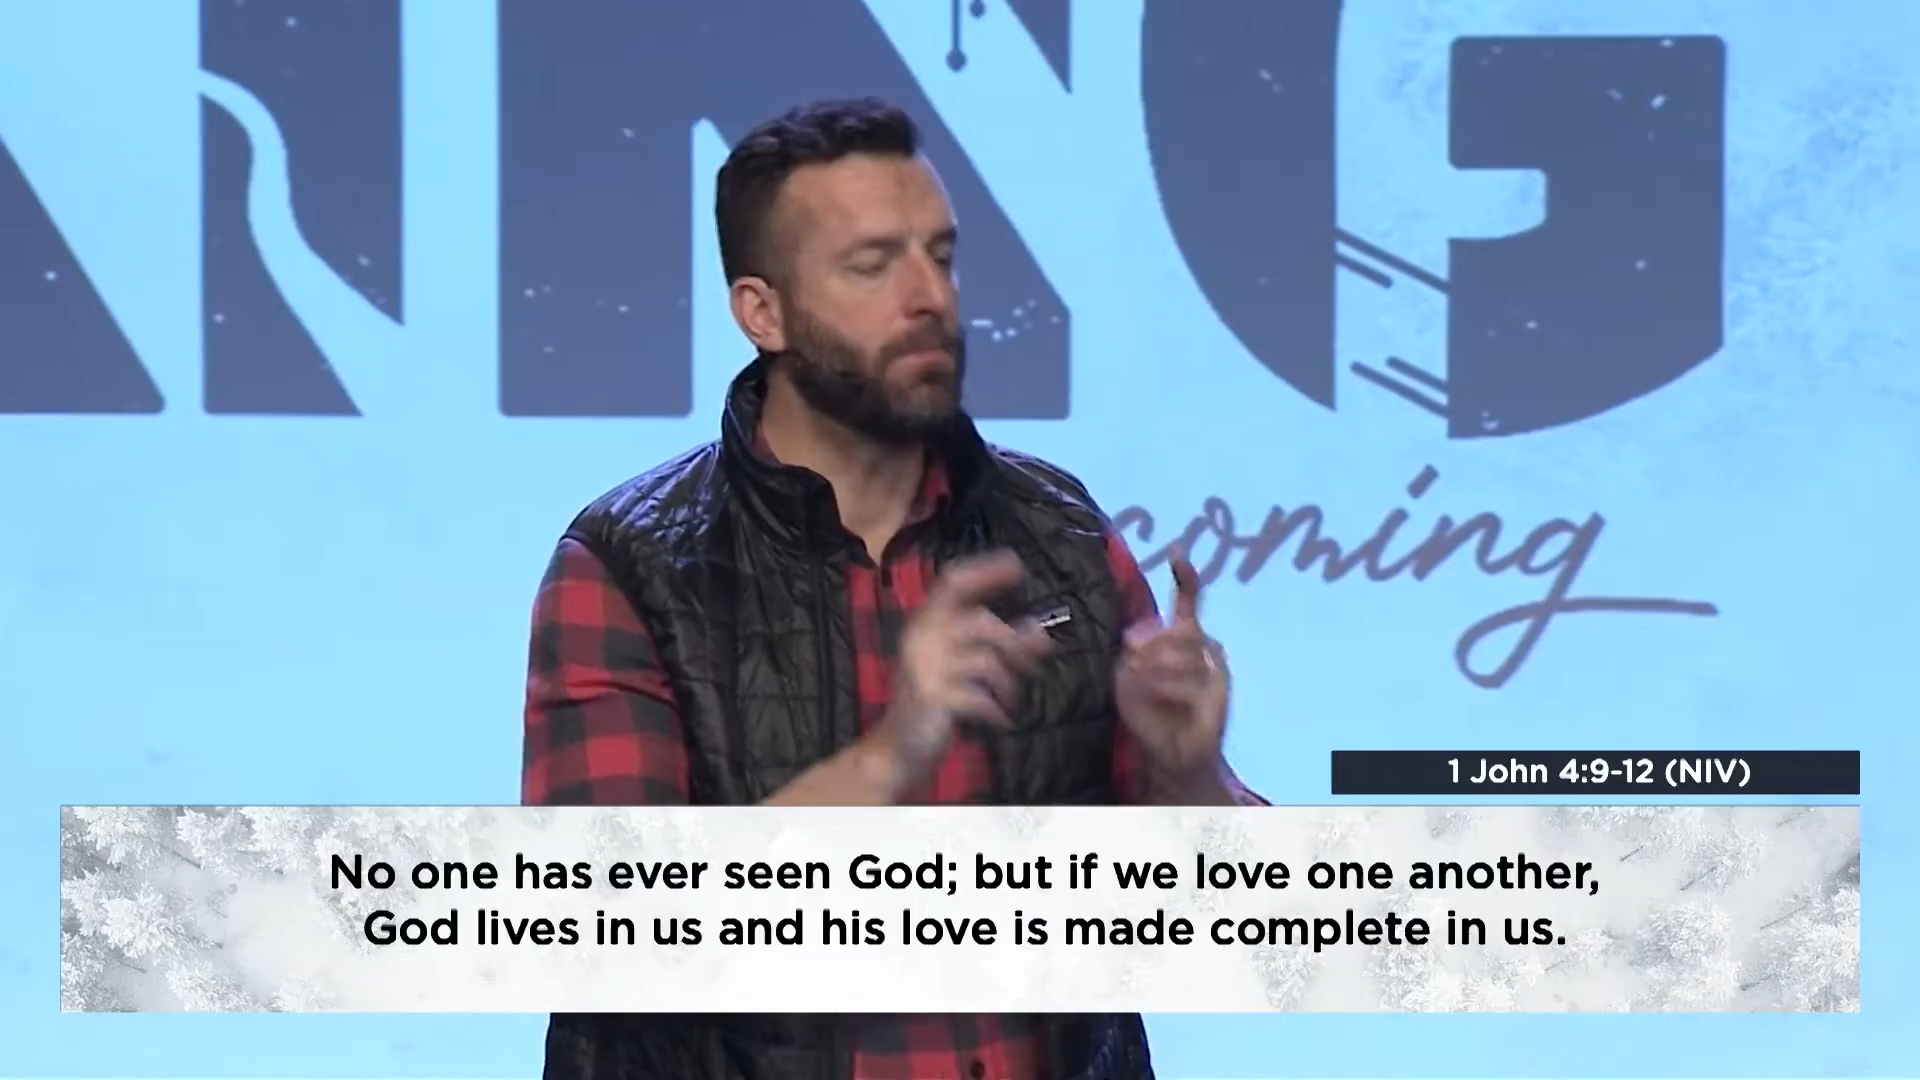 KING
coming
1 John 4:9-12 (NIV)
No one has ever seen God; but if we love one another,
God lives in us and his love is made complete in us.